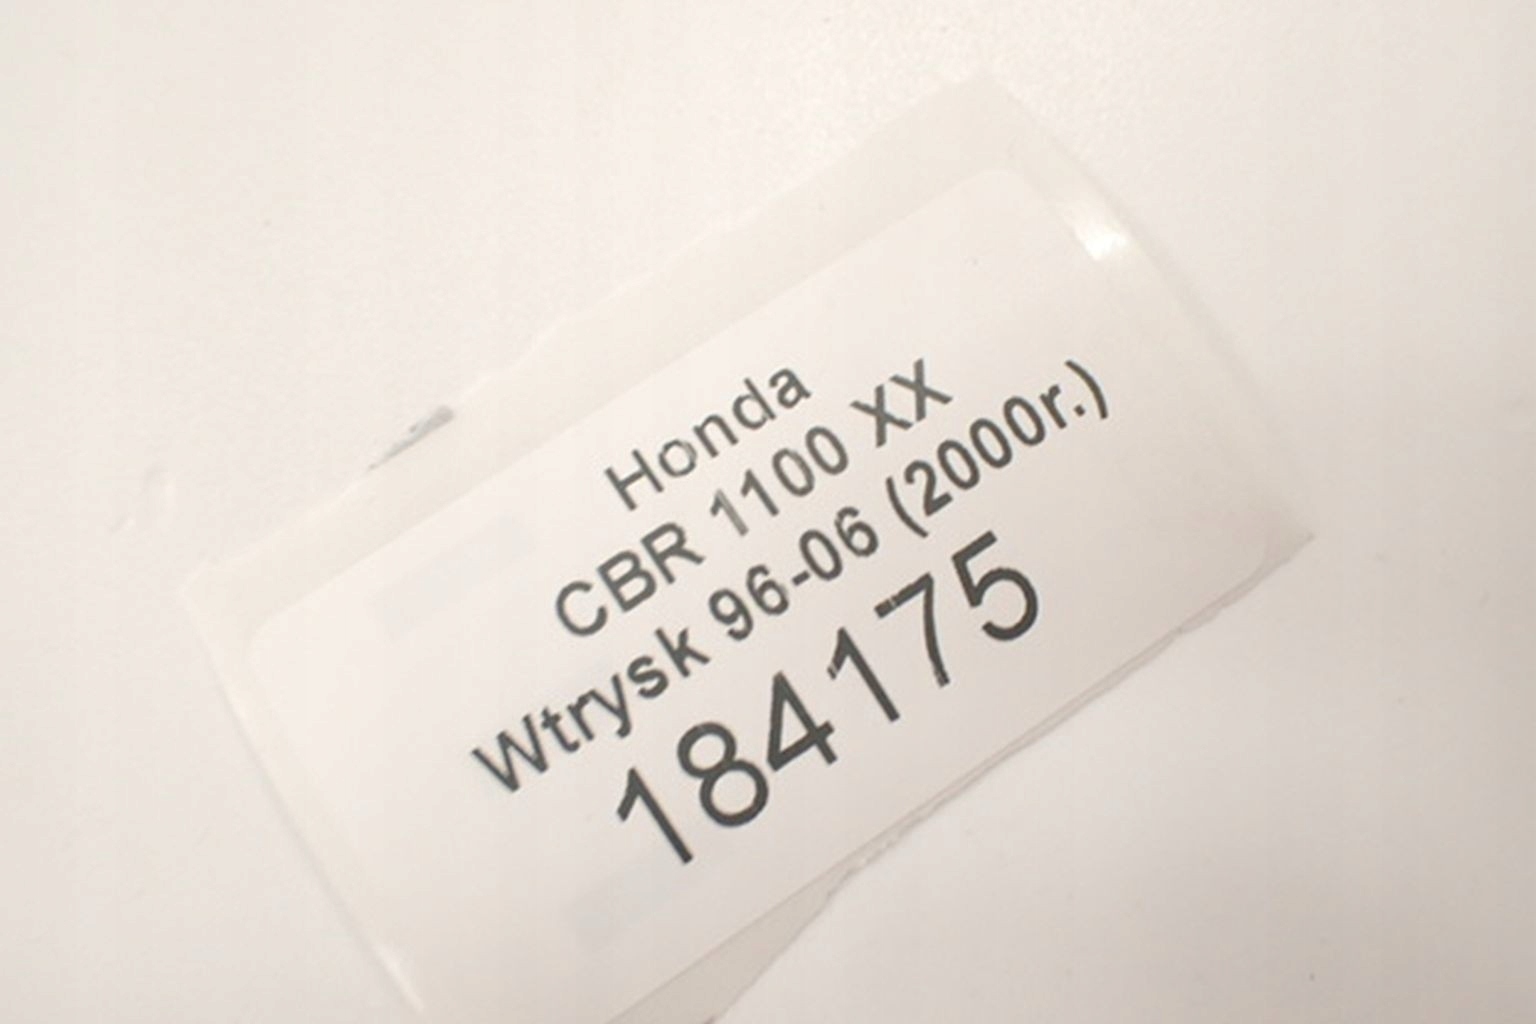 Honda
CBR 1100 XX
Wtrysk 96-06 (2000r.)
184175